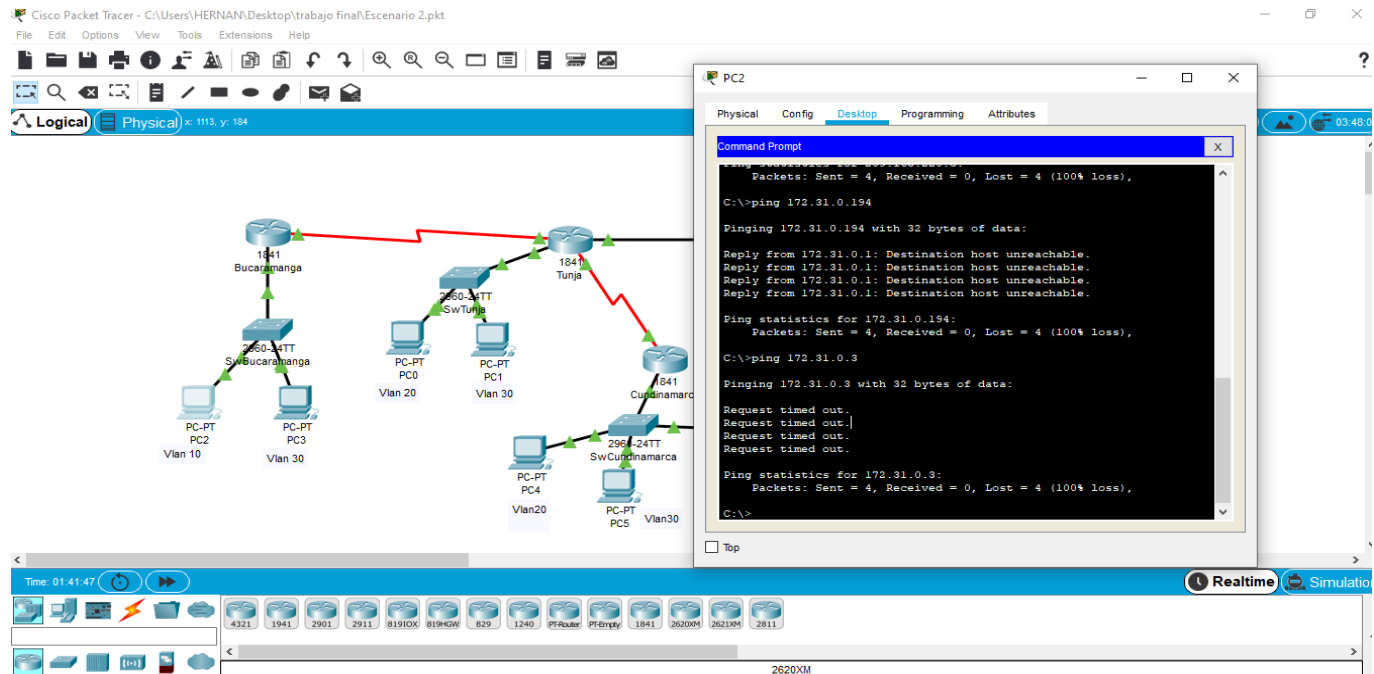 Cisco Packet Tracer - C:\Users\HERNAN\Desktop\trabajo final\Escenario 2.pkt
File Edit Options View Tools Extensions Help
?
Logical Physical x: 1113, y: 184
03:48:0
1841
Bucaramanga
1841
Tunja
2960-24TT
SwTunja
2960-24TT
SwBucaramanga
PC-PT
PC0
PC-PT
PC1
Vlan 20
Vlan 30
1841
Cundinamarc
PC-PT
PC2
PC-PT
PC3
Vlan 10
Vlan 30
2960-24TT
SwCundinamarca
PC-PT
PC4
Vlan20
PC-PT
PC5
Vlan30
PC2
Physical Config Desktop Programming Attributes
Command Prompt
X
Packets: Sent = 4, Received = 0, Lost = 4 (100% loss),
C:\>ping 172.31.0.194
Pinging 172.31.0.194 with 32 bytes of data:
Reply from 172.31.0.1: Destination host unreachable.
Reply from 172.31.0.1: Destination host unreachable.
Reply from 172.31.0.1: Destination host unreachable.
Reply from 172.31.0.1: Destination host unreachable.
Ping statistics for 172.31.0.194:
Packets: Sent = 4, Received = 0, Lost = 4 (100% loss),
C:\>ping 172.31.0.3
Pinging 172.31.0.3 with 32 bytes of data:
Request timed out.
Request timed out.
Request timed out.
Request timed out.
Ping statistics for 172.31.0.3:
Packets: Sent = 4, Received = 0, Lost = 4 (100% loss),
C:\>
Top
Time: 01:41:47
Realtime Simulatio
4321 1941 2901 2911 819IOX 819HGW 829 1240 PT-Router PT-Empty 1841 2620XM 2621XM 2811
2620XM